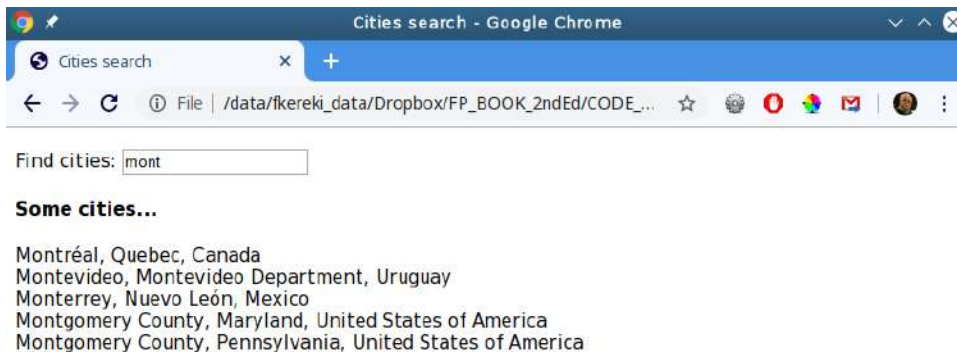 Cities search - Google Chrome
Cities search
File | /data/fkereki_data/Dropbox/FP_BOOK_2ndEd/CODE_...
Find cities: mont
Some cities...
Montréal, Quebec, Canada
Montevideo, Montevideo Department, Uruguay
Monterrey, Nuevo León, Mexico
Montgomery County, Maryland, United States of America
Montgomery County, Pennsylvania, United States of America